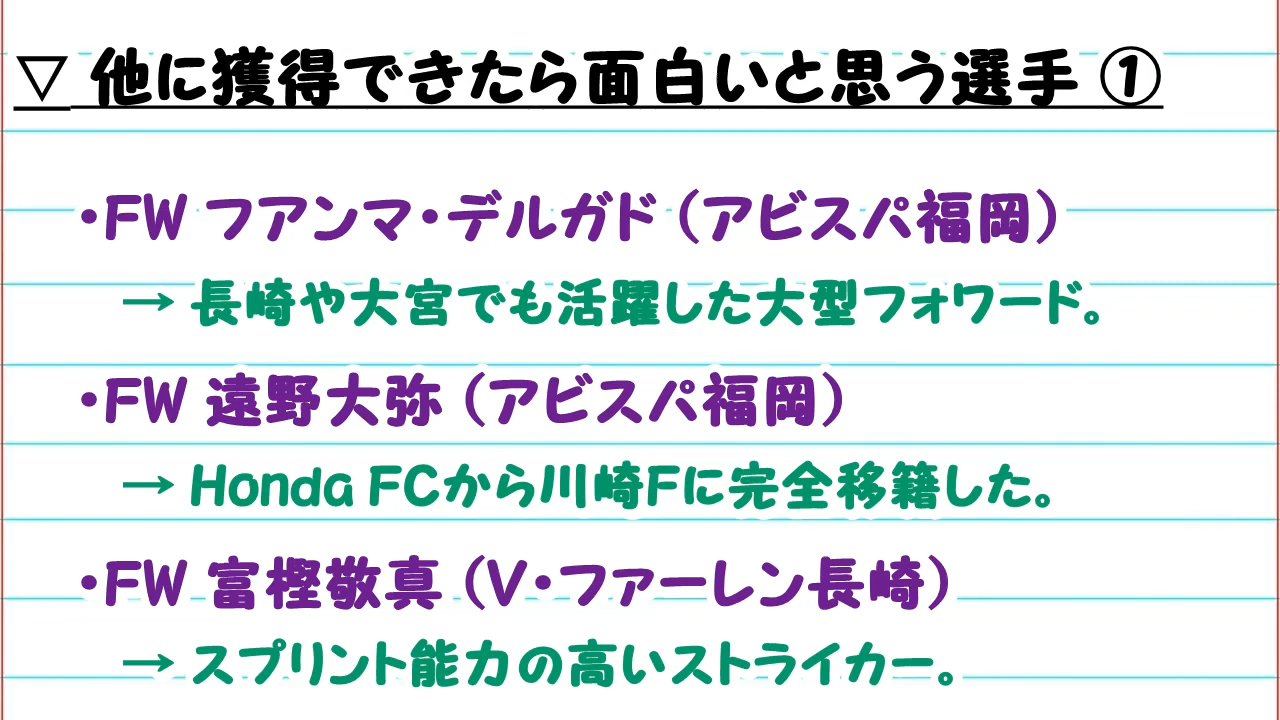 ▽ 他に獲得できたら面白いと思う選手 ①
・FW フアンマ・デルガド（アビスパ福岡）
→ 長崎や大宮でも活躍した大型フォワード。
・FW 遠野大弥（アビスパ福岡）
→ Honda FCから川崎Fに完全移籍した。
・FW 富樫敬真（V・ファーレン長崎）
→ スプリント能力の高いストライカー。